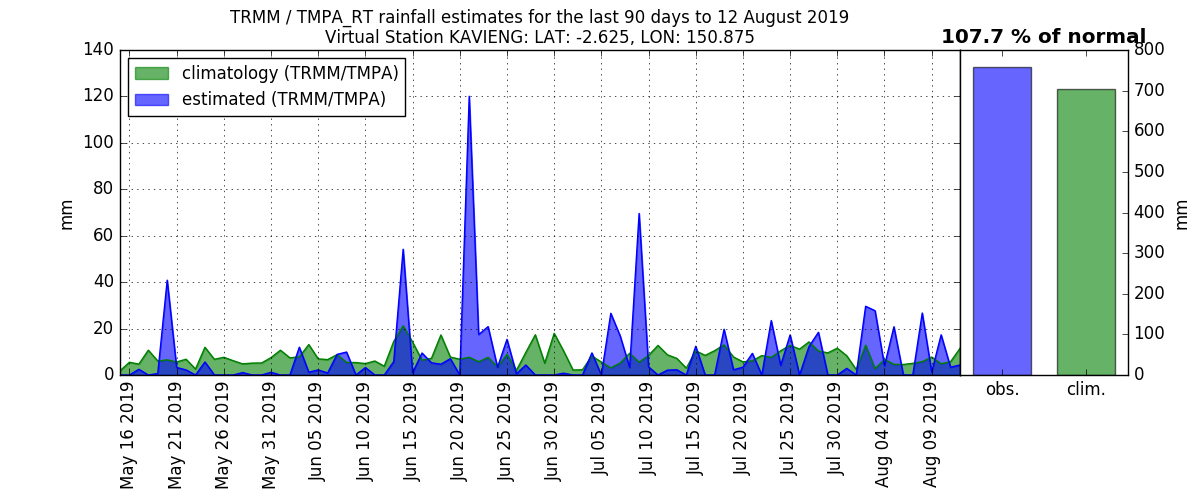 TRMM / TMPA_RT rainfall estimates for the last 90 days to 12 August 2019
Virtual Station KAVIENG: LAT: -2.625, LON: 150.875
107.7 % of normal
climatology (TRMM/TMPA)
estimated (TRMM/TMPA)
mm
140
120
100
80
60
40
20
0
May 16 2019
May 21 2019
May 26 2019
May 31 2019
Jun 05 2019
Jun 10 2019
Jun 15 2019
Jun 20 2019
Jun 25 2019
Jun 30 2019
Jul 05 2019
Jul 10 2019
Jul 15 2019
Jul 20 2019
Jul 25 2019
Jul 30 2019
Aug 04 2019
Aug 09 2019
800
700
600
500
400
300
200
100
0
mm
obs.
clim.